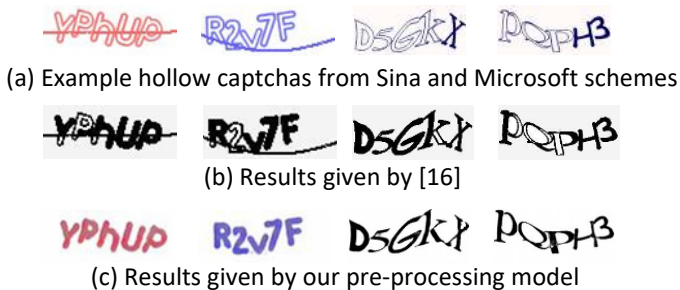 YPhUP R2v7F D5GKX PQPH3
(a) Example hollow captchas from Sina and Microsoft schemes
YPhUP R2v7F D5GKX PQPH3
(b) Results given by [16]
YPhUP R2v7F D5GKX PQPH3
(c) Results given by our pre-processing model